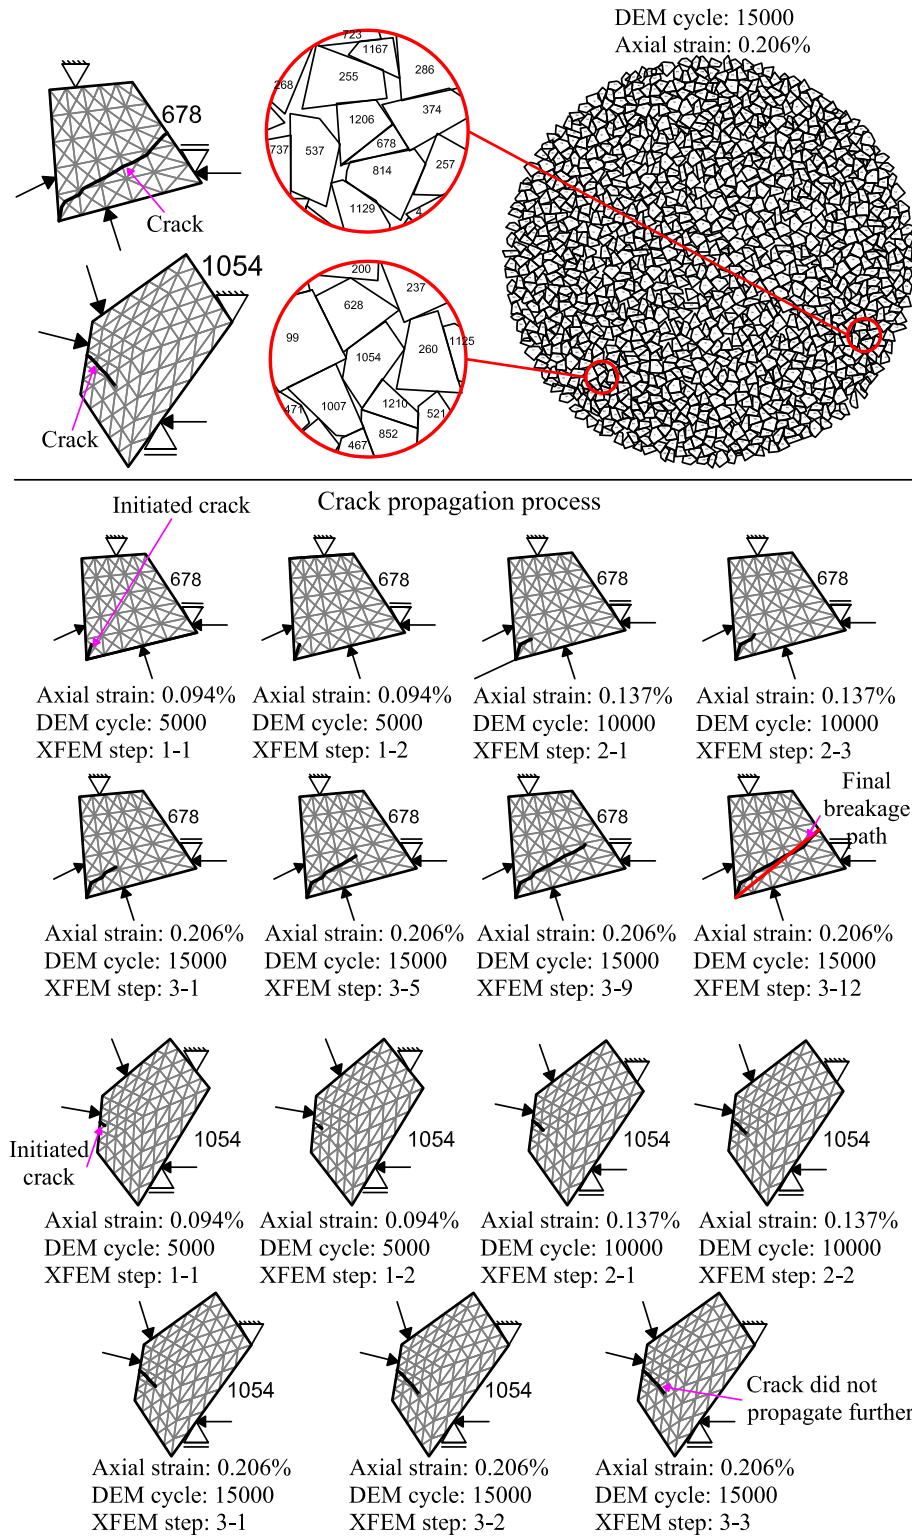 DEM cycle: 15000
Axial strain: 0.206%
678
Crack
723
1167
268
255
286
374
1206
737
537
678
814
257
1129
4
1054
Crack
200
237
628
99
1125
1054
260
471
1007
1210
521
852
467
Crack propagation process
Initiated crack
678
678
678
678
Axial strain: 0.094%
DEM cycle: 5000
XFEM step: 1-1
Axial strain: 0.094%
DEM cycle: 5000
XFEM step: 1-2
Axial strain: 0.137%
DEM cycle: 10000
XFEM step: 2-1
Axial strain: 0.137%
DEM cycle: 10000
XFEM step: 2-3
678
678
678
Final
breakage
path
Axial strain: 0.206%
DEM cycle: 15000
XFEM step: 3-1
Axial strain: 0.206%
DEM cycle: 15000
XFEM step: 3-5
Axial strain: 0.206%
DEM cycle: 15000
XFEM step: 3-9
Axial strain: 0.206%
DEM cycle: 15000
XFEM step: 3-12
Initiated
crack
1054
1054
1054
1054
Axial strain: 0.094%
DEM cycle: 5000
XFEM step: 1-1
Axial strain: 0.094%
DEM cycle: 5000
XFEM step: 1-2
Axial strain: 0.137%
DEM cycle: 10000
XFEM step: 2-1
Axial strain: 0.137%
DEM cycle: 10000
XFEM step: 2-2
1054
1054
Crack did not
propagate further
Axial strain: 0.206%
DEM cycle: 15000
XFEM step: 3-1
Axial strain: 0.206%
DEM cycle: 15000
XFEM step: 3-2
Axial strain: 0.206%
DEM cycle: 15000
XFEM step: 3-3